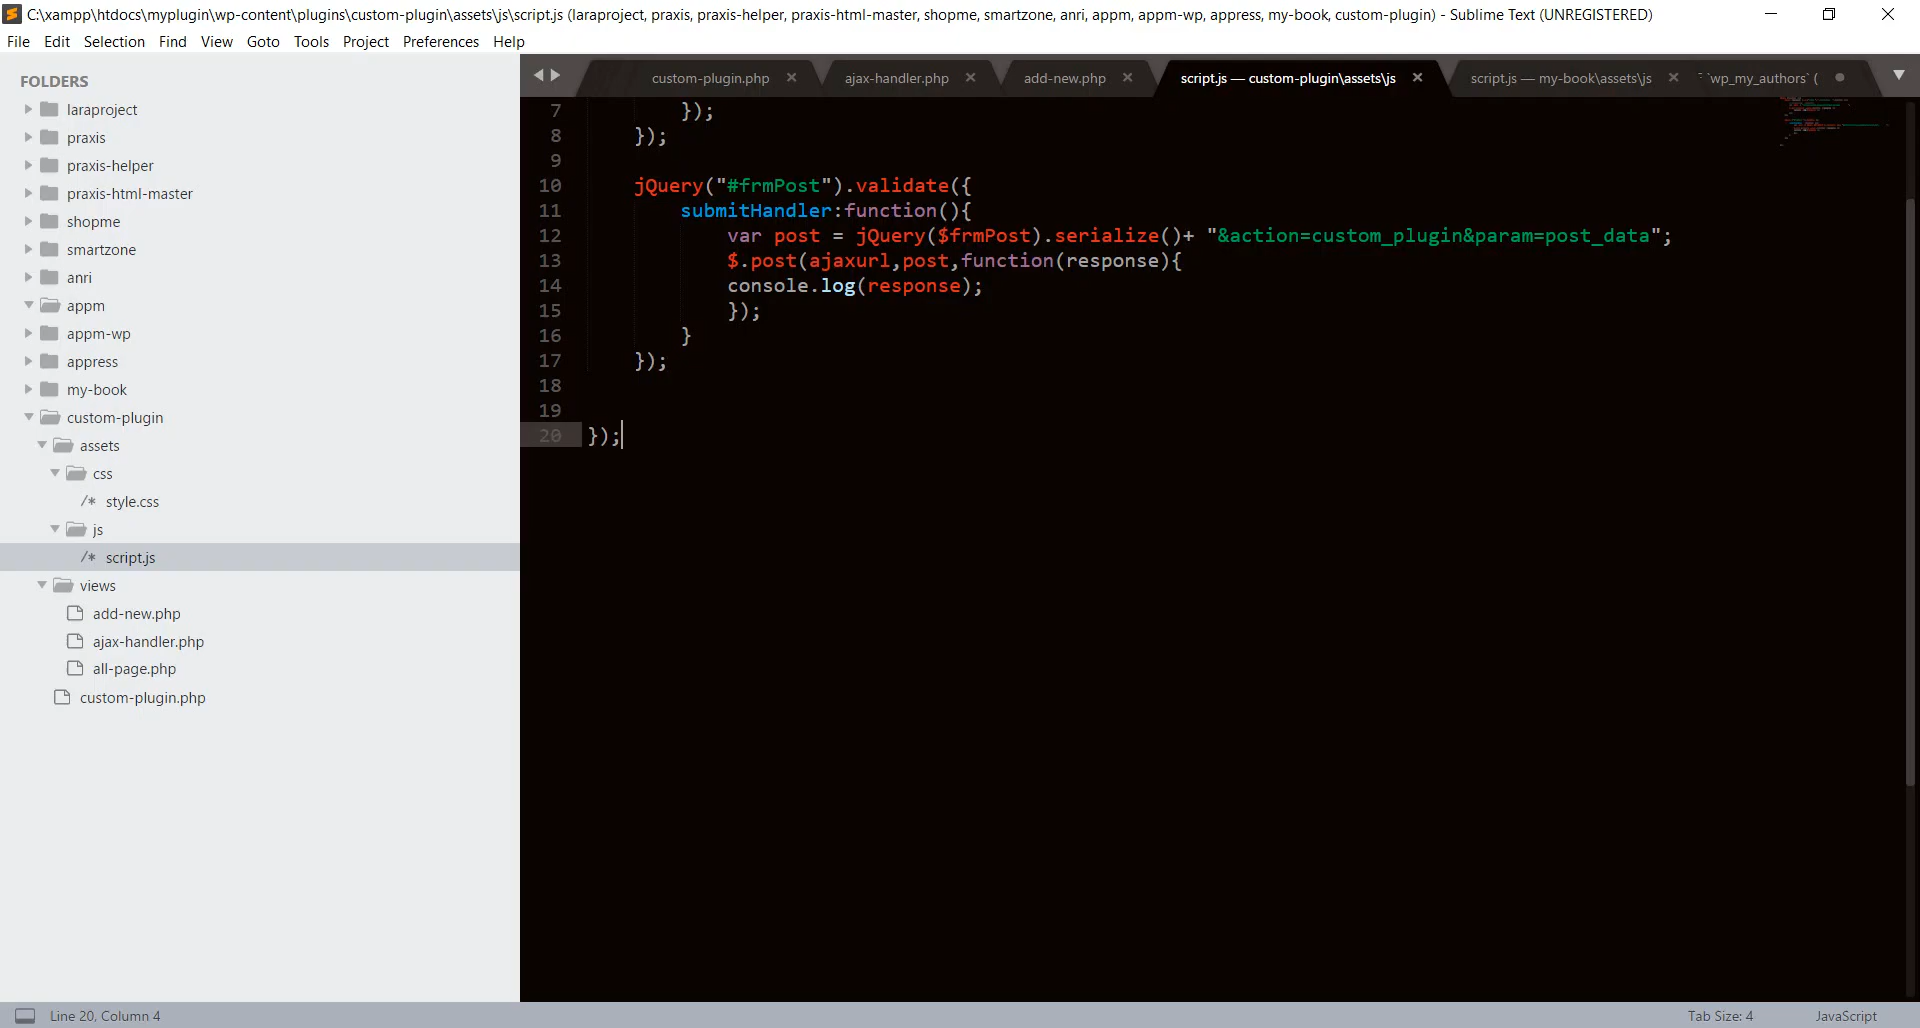 C:\xampp\htdocs\myplugin\wp-content\plugins\custom-plugin\assets\js\script.js (laraproject, praxis, praxis-helper, praxis-html-master, shopme, smartzone, anri, appm, appm-wp, appress, my-book, custom-plugin) - Sublime Text (UNREGISTERED)
File Edit Selection Find View Goto Tools Project Preferences Help
FOLDERS
laraproject
praxis
praxis-helper
praxis-html-master
shopme
smartzone
anri
appm
appm-wp
appress
my-book
custom-plugin
assets
css
/* style.css
js
/* script.js
views
add-new.php
ajax-handler.php
all-page.php
custom-plugin.php
custom-plugin.php ajax-handler.php add-new.php script.js — custom-plugin\assets\js script.js — my-book\assets\js `wp_my_authors` (
7 });
8 });
9
10 jQuery("#frmPost").validate({
11 submitHandler:function(){
12 var post = jQuery($frmPost).serialize()+ "&action=custom_plugin&param=post_data";
13 $.post(ajaxurl,post,function(response){
14 console.log(response);
15 });
16 }
17 });
18
19
20 });
Line 20, Column 4 Tab Size: 4 JavaScript